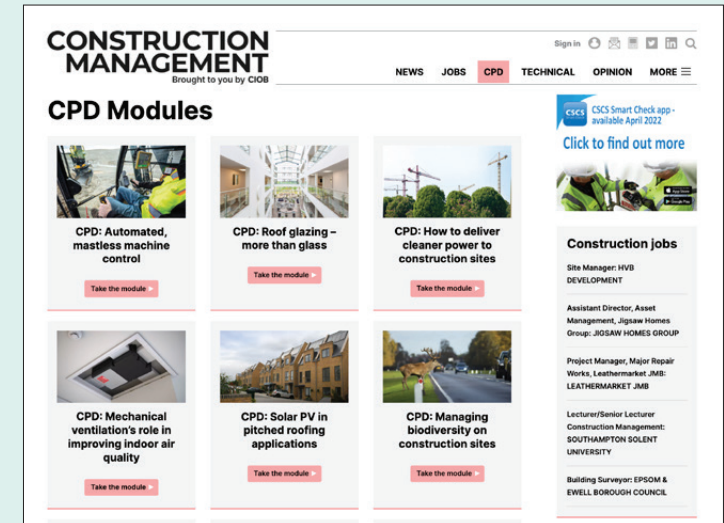 CONSTRUCTION
MANAGEMENT
Brought to you by CIOB
Sign in
NEWS JOBS CPD TECHNICAL OPINION MORE
CPD Modules
CPD: Automated,
mastless machine
control
Take the module
CPD: Roof glazing –
more than glass
Take the module
CPD: How to deliver
cleaner power to
construction sites
Take the module
CPD: Mechanical
ventilation's role in
improving indoor air
quality
Take the module
CPD: Solar PV in
pitched roofing
applications
Take the module
CPD: Managing
biodiversity on
construction sites
Take the module
CSCS
CSCS Smart Check app -
available April 2022
Click to find out more
App Store
Google Play
Construction jobs
Site Manager: HVB
DEVELOPMENT
Assistant Director, Asset
Management, Jigsaw Homes
Group: JIGSAW HOMES GROUP
Project Manager, Major Repair
Works, Leathermarket JMB:
LEATHERMARKET JMB
Lecturer/Senior Lecturer
Construction Management:
SOUTHAMPTON SOLENT
UNIVERSITY
Building Surveyor: EPSOM &
EWELL BOROUGH COUNCIL